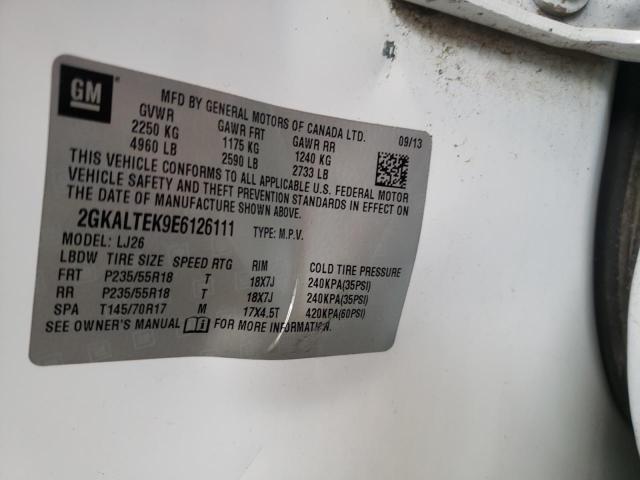 GM
MFD BY GENERAL MOTORS OF CANADA LTD.
GVWR GAWR FRT GAWR RR 09/13
2250 KG 1175 KG 1240 KG
4960 LB 2590 LB 2733 LB
THIS VEHICLE CONFORMS TO ALL APPLICABLE U.S. FEDERAL MOTOR
VEHICLE SAFETY AND THEFT PREVENTION STANDARDS IN EFFECT ON
THE DATE OF MANUFACTURE SHOWN ABOVE.
2GKALTEK9E6126111 TYPE: M.P.V.
MODEL: LJ26
LBDW TIRE SIZE SPEED RTG RIM COLD TIRE PRESSURE
FRT P235/55R18 T 18X7J 240KPA(35PSI)
RR P235/55R18 T 18X7J 240KPA(35PSI)
SPA T145/70R17 M 17X4.5T 420KPA(60PSI)
SEE OWNER'S MANUAL FOR MORE INFORMATION.